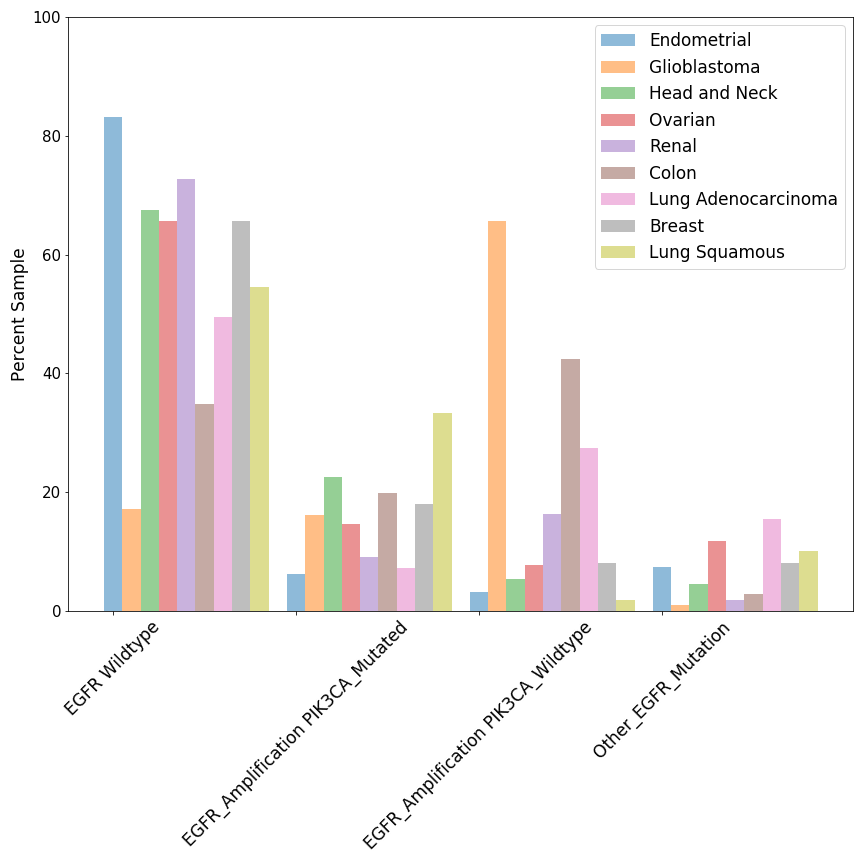 100
80
60
40
20
0
Percent Sample
Endometrial
Glioblastoma
Head and Neck
Ovarian
Renal
Colon
Lung Adenocarcinoma
Breast
Lung Squamous
EGFR Wildtype
EGFR_Amplification PIK3CA_Mutated
EGFR_Amplification PIK3CA_Wildtype
Other_EGFR_Mutation